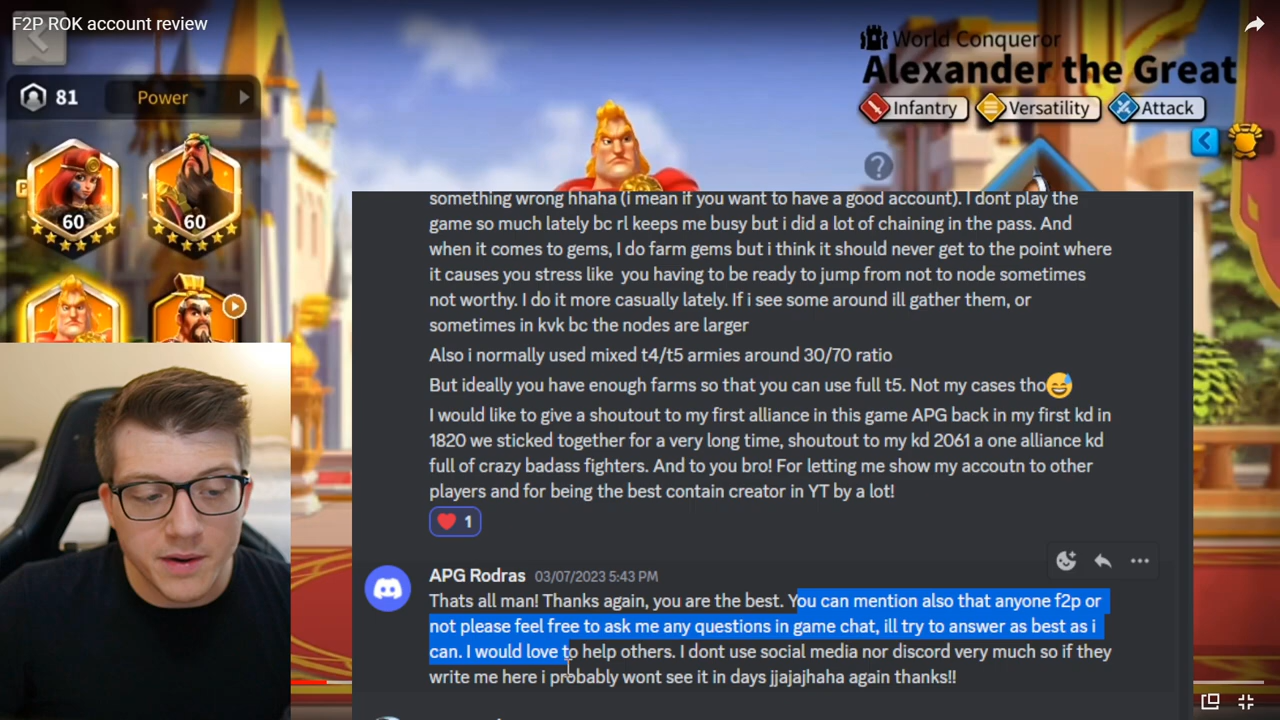 F2P ROK account review
World Conqueror
Alexander the Great
Infantry
Versatility
Attack
81
Power
60
60
something wrong hhaha (i mean if you want to have a good account). I dont play the
game so much lately bc rl keeps me busy but i did a lot of chaining in the pass. And
when it comes to gems, I do farm gems but i think it should never get to the point where
it causes you stress like you having to be ready to jump from not to node sometimes
not worthy. I do it more casually lately. If i see some around ill gather them, or
sometimes in kvk bc the nodes are larger
Also i normally used mixed t4/t5 armies around 30/70 ratio
But ideally you have enough farms so that you can use full t5. Not my cases tho😅
I would like to give a shoutout to my first alliance in this game APG back in my first kd in
1820 we sticked together for a very long time, shoutout to my kd 2061 a one alliance kd
full of crazy badass fighters. And to you bro! For letting me show my accoutn to other
players and for being the best contain creator in YT by a lot!
❤️ 1
APG Rodras 03/07/2023 5:43 PM
Thats all man! Thanks again, you are the best. You can mention also that anyone f2p or
not please feel free to ask me any questions in game chat, ill try to answer as best as i
can. I would love to help others. I dont use social media nor discord very much so if they
write me here i probably wont see it in days jjajajhaha again thanks!!